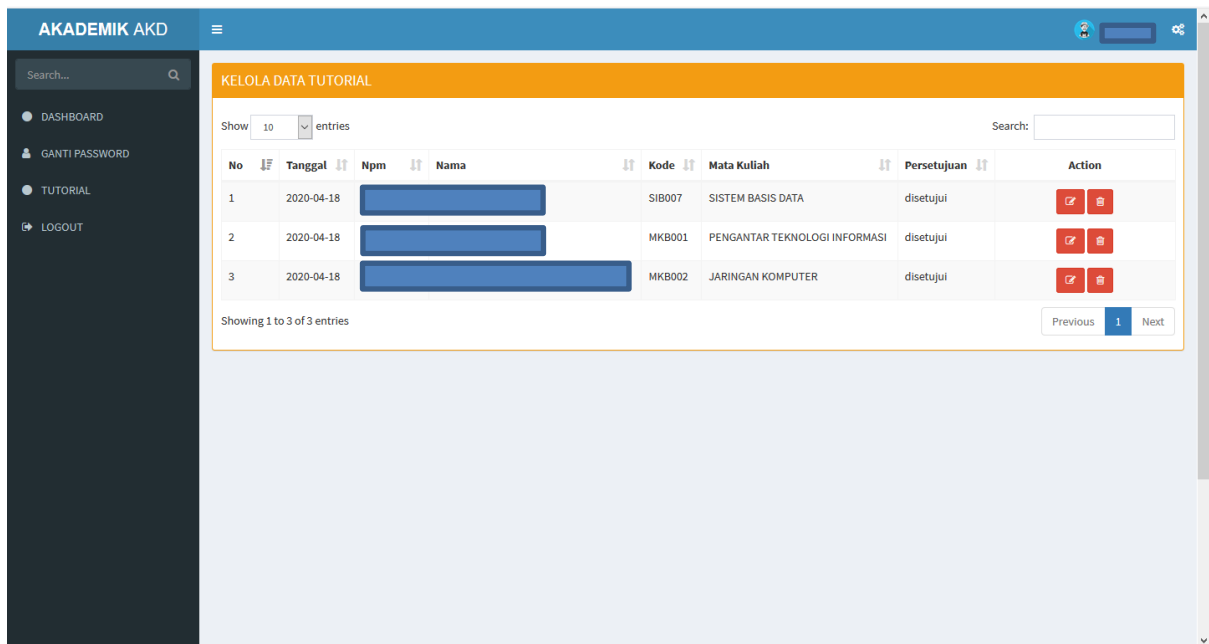 AKADEMIK AKD
Search...
DASHBOARD
GANTI PASSWORD
TUTORIAL
LOGOUT
KELOLA DATA TUTORIAL
Show 10 entries
Search:
No Tanggal Npm Nama Kode Mata Kuliah Persetujuan Action
1 2020-04-18 SIB007 SISTEM BASIS DATA disetujui
2 2020-04-18 MKB001 PENGANTAR TEKNOLOGI INFORMASI disetujui
3 2020-04-18 MKB002 JARINGAN KOMPUTER disetujui
Showing 1 to 3 of 3 entries
Previous 1 Next